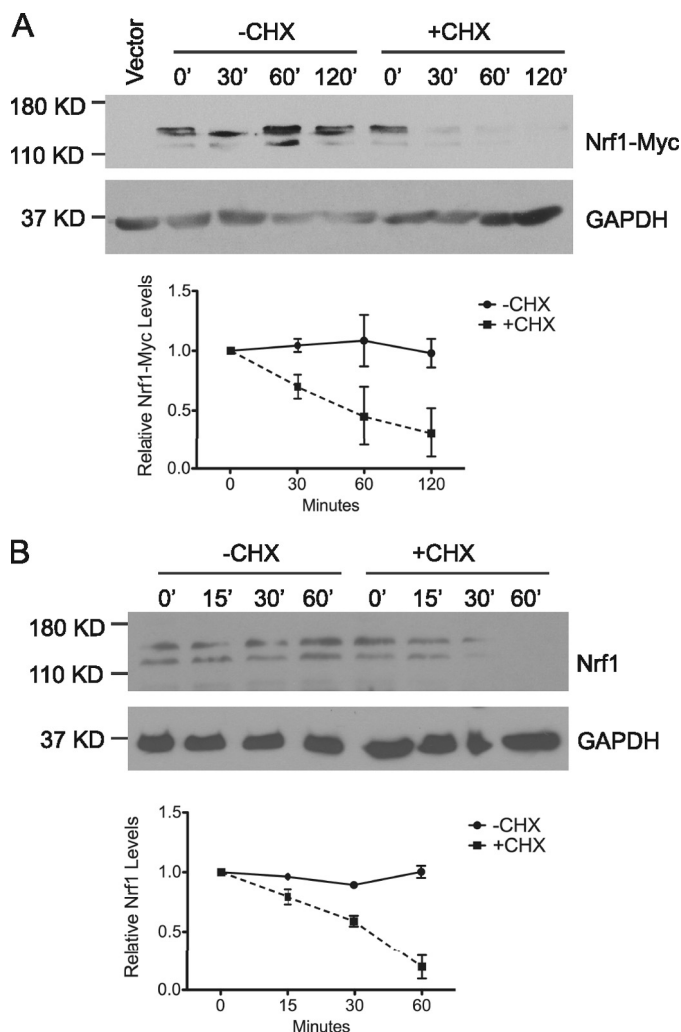 A
Vector
-CHX
+CHX
0' 30' 60' 120' 0' 30' 60' 120'
180 KD
110 KD
Nrf1-Myc
37 KD
GAPDH
Relative Nrf1-Myc Levels
1.5
1.0
0.5
0.0
0 30 60 120
Minutes
-CHX
+CHX
B
-CHX
+CHX
0' 15' 30' 60' 0' 15' 30' 60'
180 KD
110 KD
Nrf1
37 KD
GAPDH
Relative Nrf1 Levels
1.5
1.0
0.5
0.0
0 15 30 60
Minutes
-CHX
+CHX